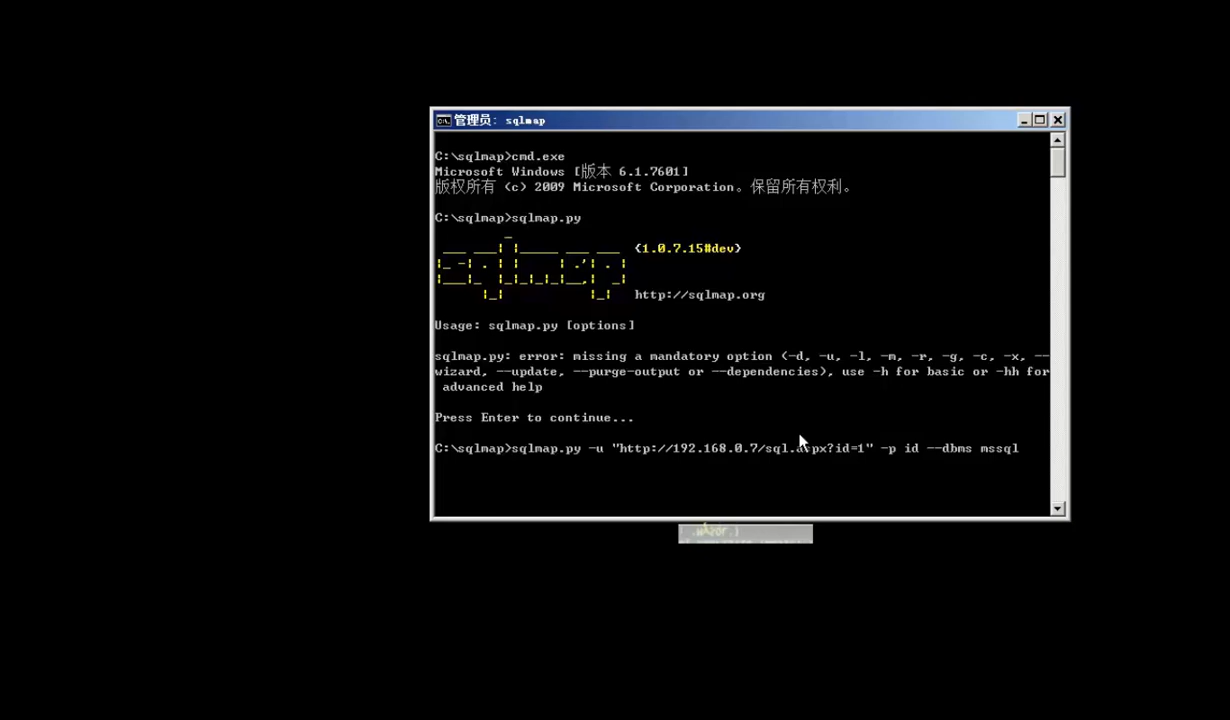 管理员: sqlmap
C:\sqlmap>cmd.exe
Microsoft Windows [版本 6.1.7601]
版权所有 (c) 2009 Microsoft Corporation。保留所有权利。
C:\sqlmap>sqlmap.py
{1.0.7.15#dev}
http://sqlmap.org
Usage: sqlmap.py [options]
sqlmap.py: error: missing a mandatory option (-d, -u, -l, -m, -r, -g, -c, -x, --
wizard, --update, --purge-output or --dependencies), use -h for basic or -hh for
advanced help
Press Enter to continue...
C:\sqlmap>sqlmap.py -u "http://192.168.0.7/sql.aspx?id=1" -p id --dbms mssql